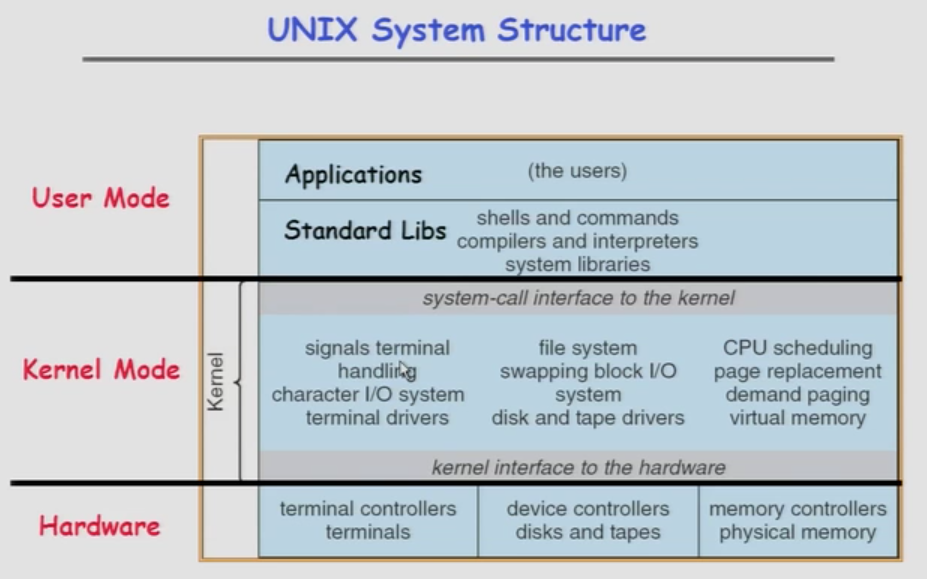 UNIX System Structure
User Mode
Applications
(the users)
Standard Libs
shells and commands
compilers and interpreters
system libraries
Kernel Mode
Kernel
system-call interface to the kernel
signals terminal
handling
character I/O system
terminal drivers
file system
swapping block I/O
system
disk and tape drivers
CPU scheduling
page replacement
demand paging
virtual memory
kernel interface to the hardware
Hardware
terminal controllers
terminals
device controllers
disks and tapes
memory controllers
physical memory